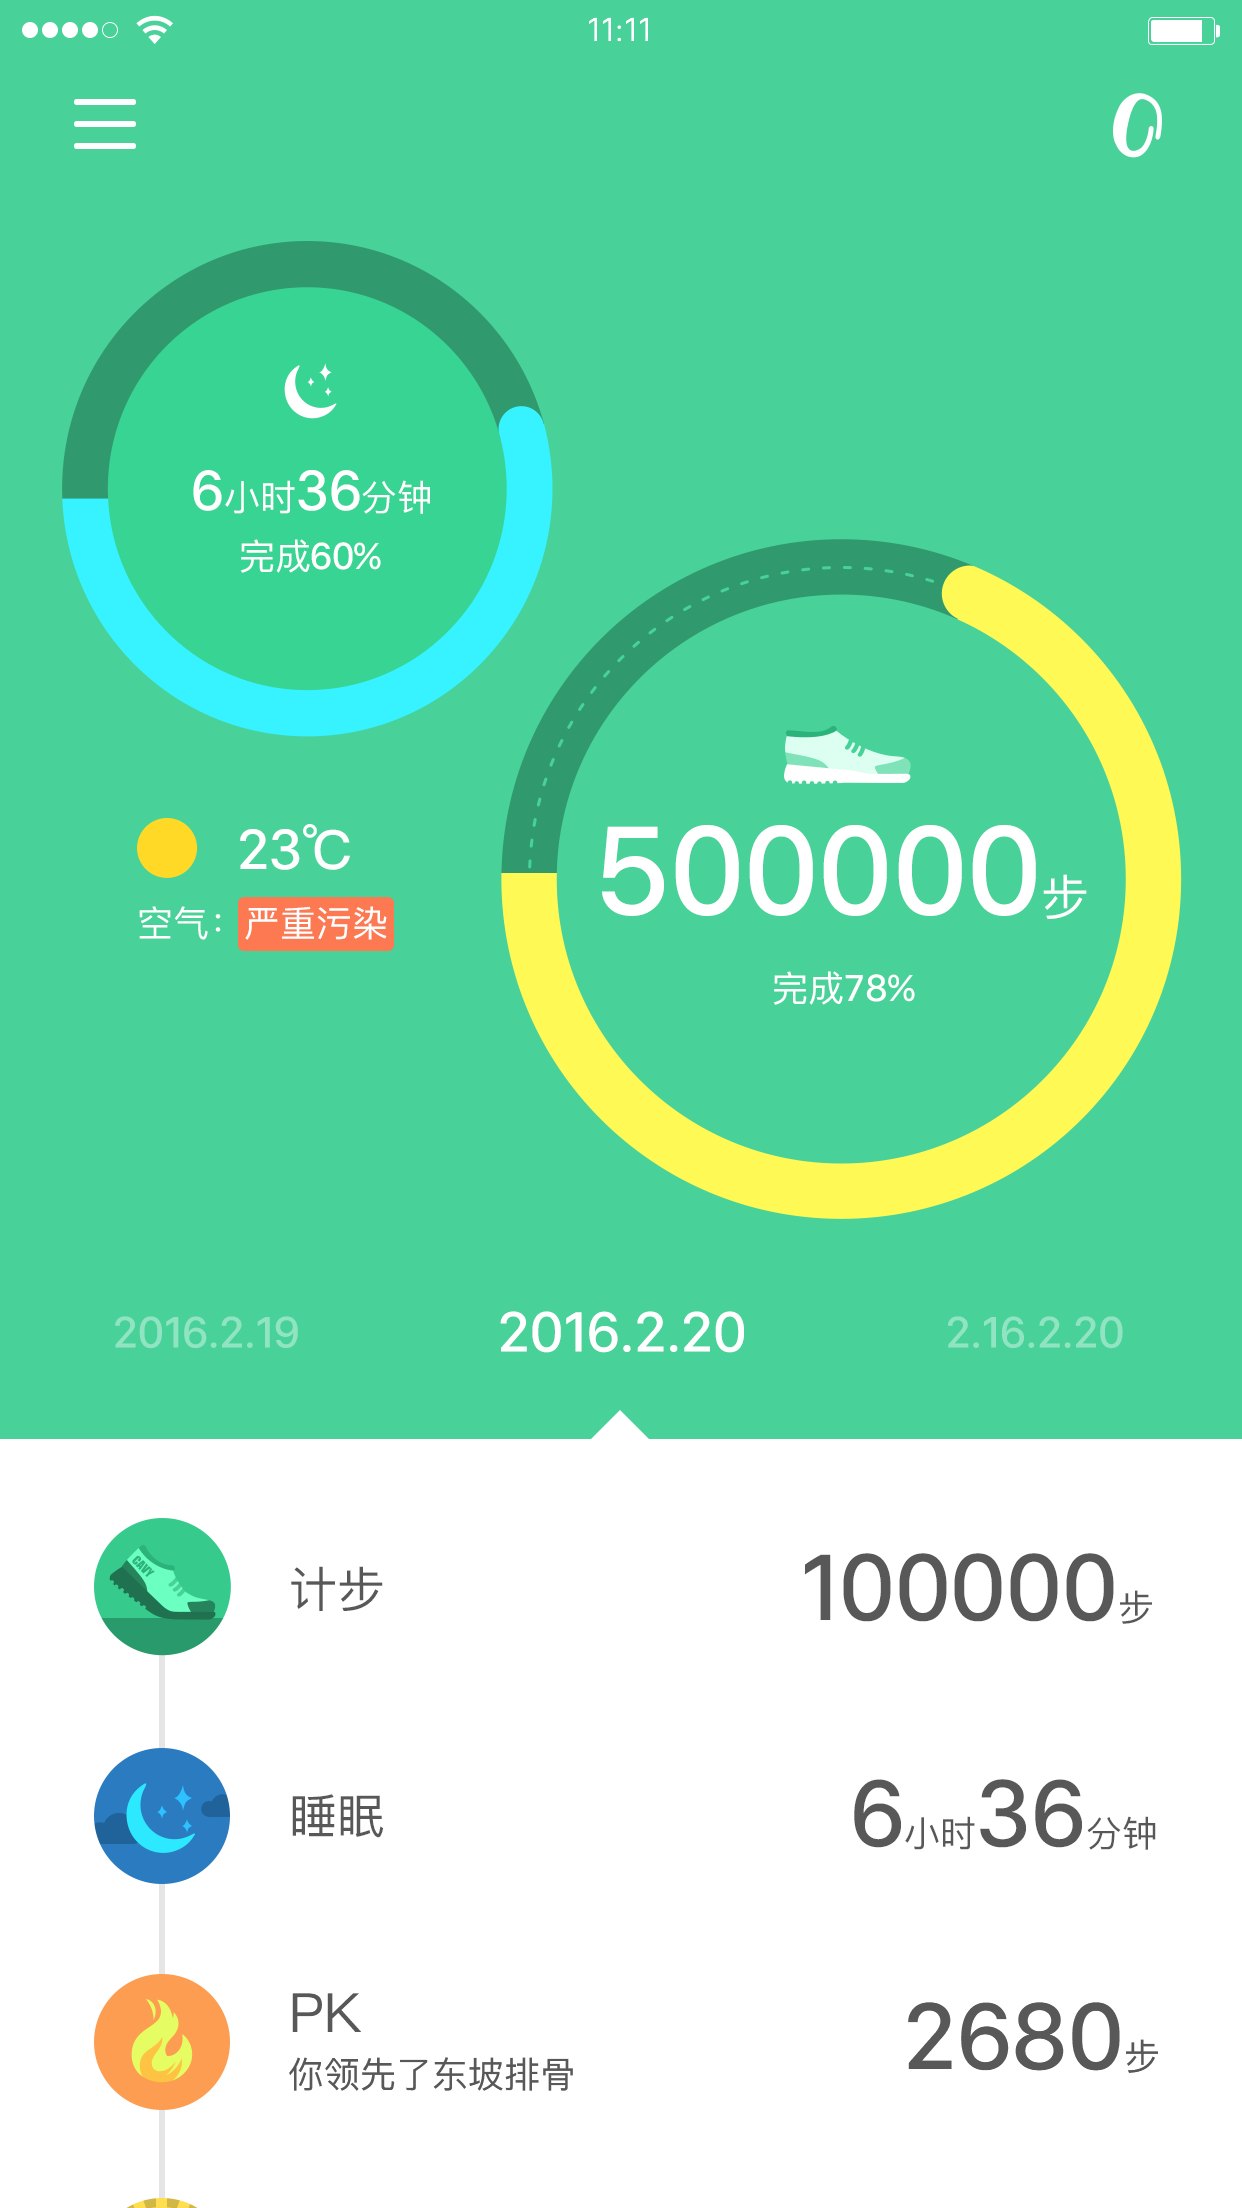 11:11
6小时36分钟
完成60%
500000步
完成78%
23℃
空气: 严重污染
2016.2.19 2016.2.20 2.16.2.20
CAVY
计步 100000步
睡眠 6小时36分钟
PK 2680步
你领先了东坡排骨